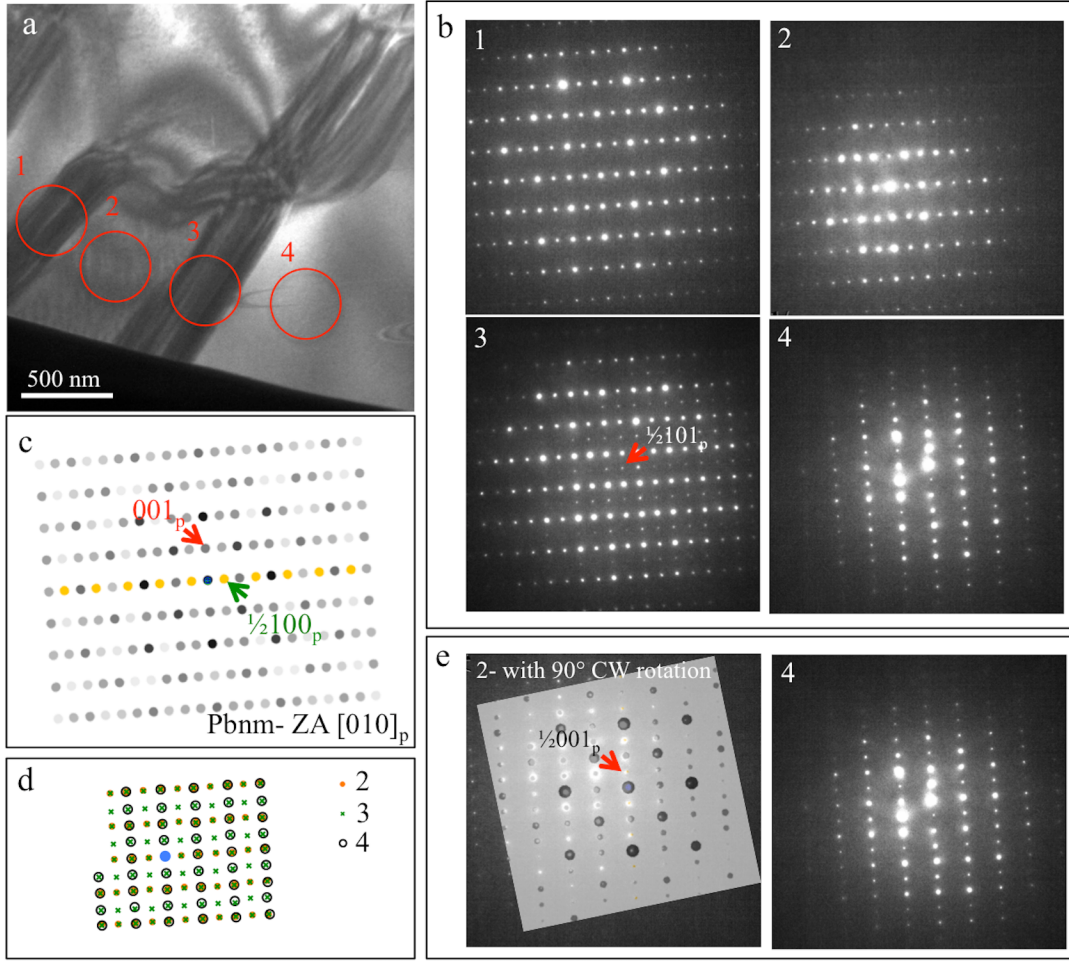 a
1
2
3
4
500 nm
b
1
2
3
½101p
4
c
001p
½100p
Pbnm- ZA [010]p
d
2
3
4
e
2- with 90° CW rotation
½001p
4